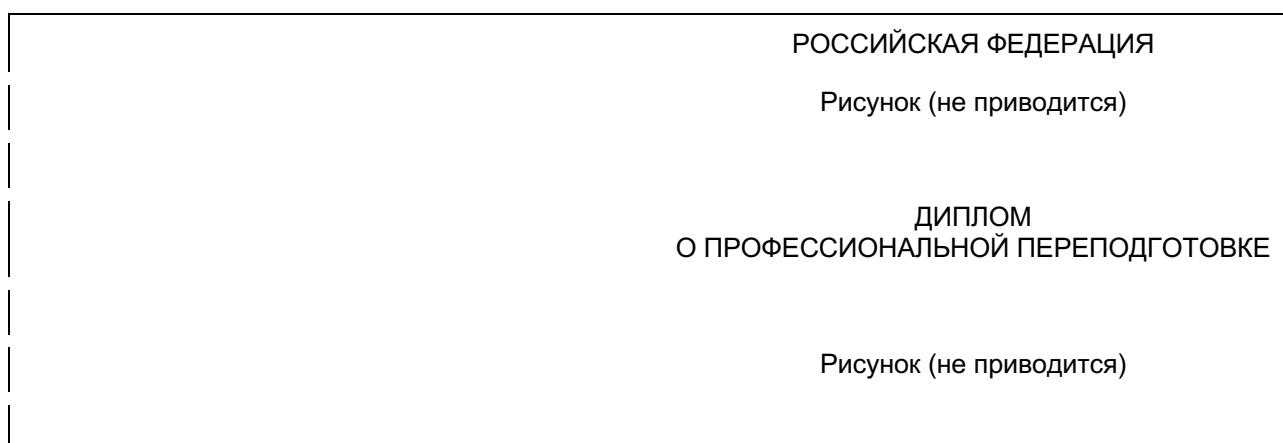 РОССИЙСКАЯ ФЕДЕРАЦИЯ
Рисунок (не приводится)
ДИПЛОМ
О ПРОФЕССИОНАЛЬНОЙ ПЕРЕПОДГОТОВКЕ
Рисунок (не приводится)